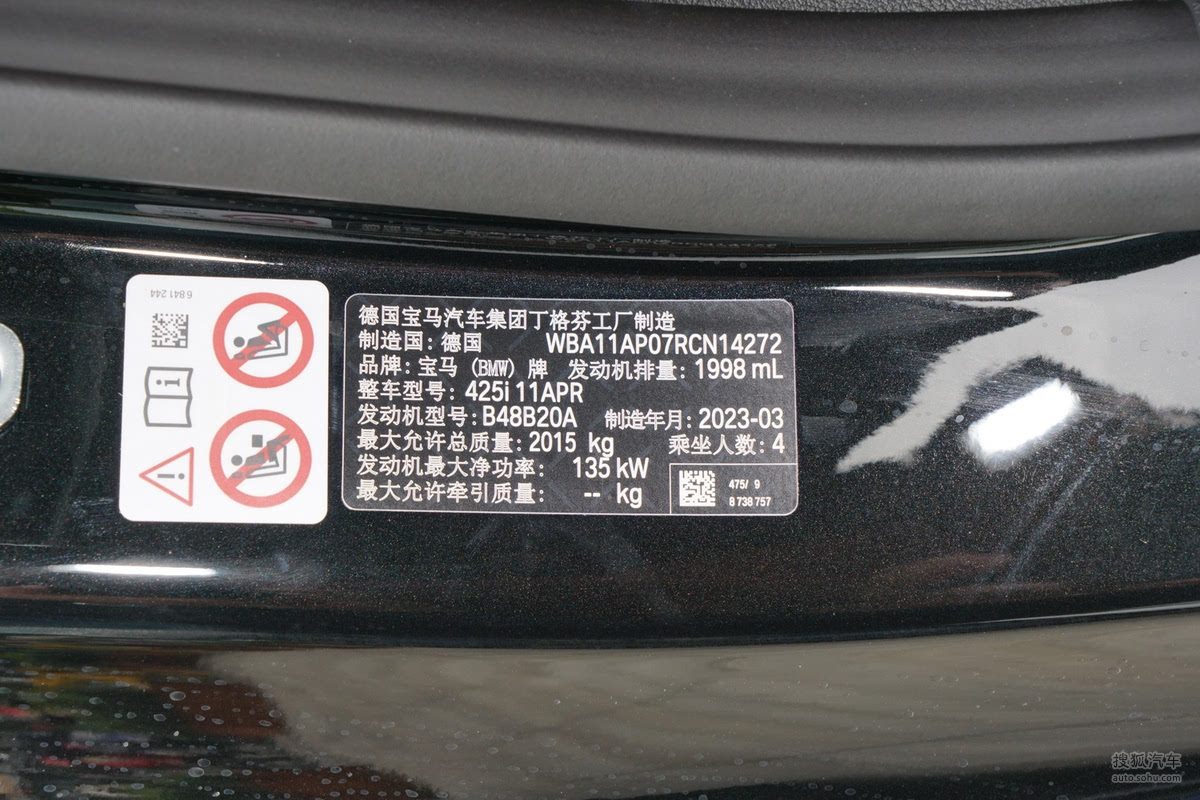 6 841 244
德国宝马汽车集团丁格芬工厂制造
制造国: 德国 WBA11AP07RCN14272
品牌: 宝马 (BMW) 牌 发动机排量: 1998 mL
整车型号: 425i 11APR
发动机型号: B48B20A 制造年月: 2023-03
最大允许总质量: 2015 kg 乘坐人数: 4
发动机最大净功率: 135 kW
最大允许牵引质量: -- kg
475/ 9
8 738 757
搜狐汽车
auto.sohu.com